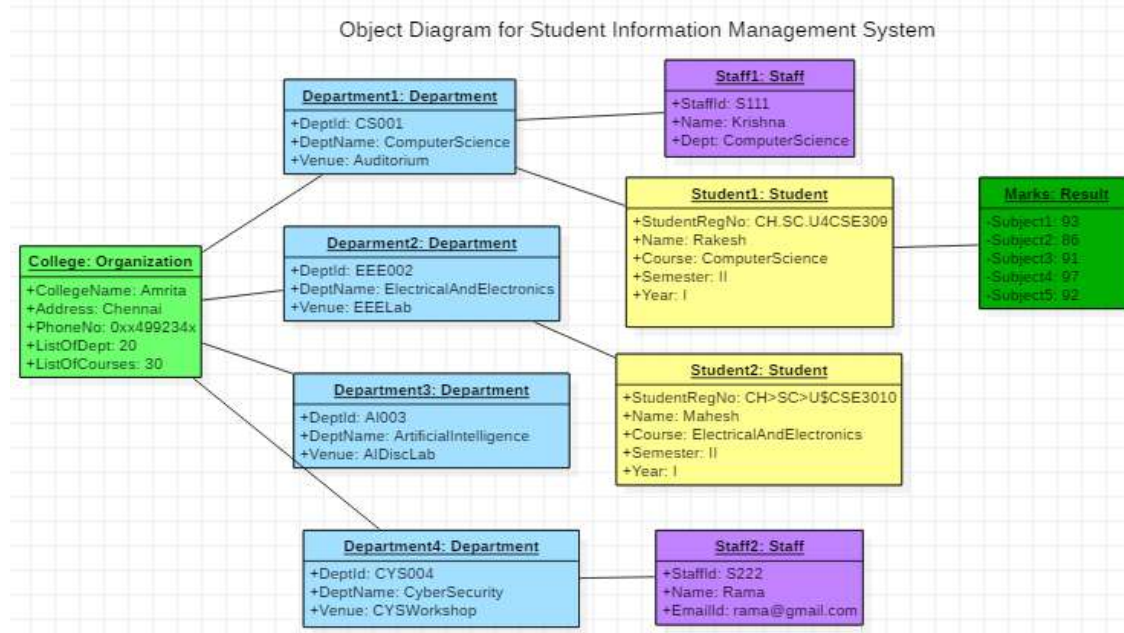 Object Diagram for Student Information Management System
Department1: Department
+DeptId: CS001
+DeptName: ComputerScience
+Venue: Auditorium
Staff1: Staff
+StaffId: S111
+Name: Krishna
+Dept: ComputerScience
Student1: Student
+StudentRegNo: CH.SC.U4CSE309
+Name: Rakesh
+Course: ComputerScience
+Semester: II
+Year: I
Marks: Result
-Subject1: 93
-Subject2: 86
-Subject3: 91
-Subject4: 97
-Subject5: 92
College: Organization
+CollegeName: Amrita
+Address: Chennai
+PhoneNo: 0xx499234x
+ListOfDept: 20
+ListOfCourses: 30
Deparment2: Department
+DeptId: EEE002
+DeptName: ElectricalAndElectronics
+Venue: EEELab
Student2: Student
+StudentRegNo: CH>SC>U$CSE3010
+Name: Mahesh
+Course: ElectricalAndElectronics
+Semester: II
+Year: I
Department3: Department
+DeptId: AI003
+DeptName: ArtificialIntelligence
+Venue: AIDiscLab
Department4: Department
+DeptId: CYS004
+DeptName: CyberSecurity
+Venue: CYSWorkshop
Staff2: Staff
+StaffId: S222
+Name: Rama
+EmailId: rama@gmail.com